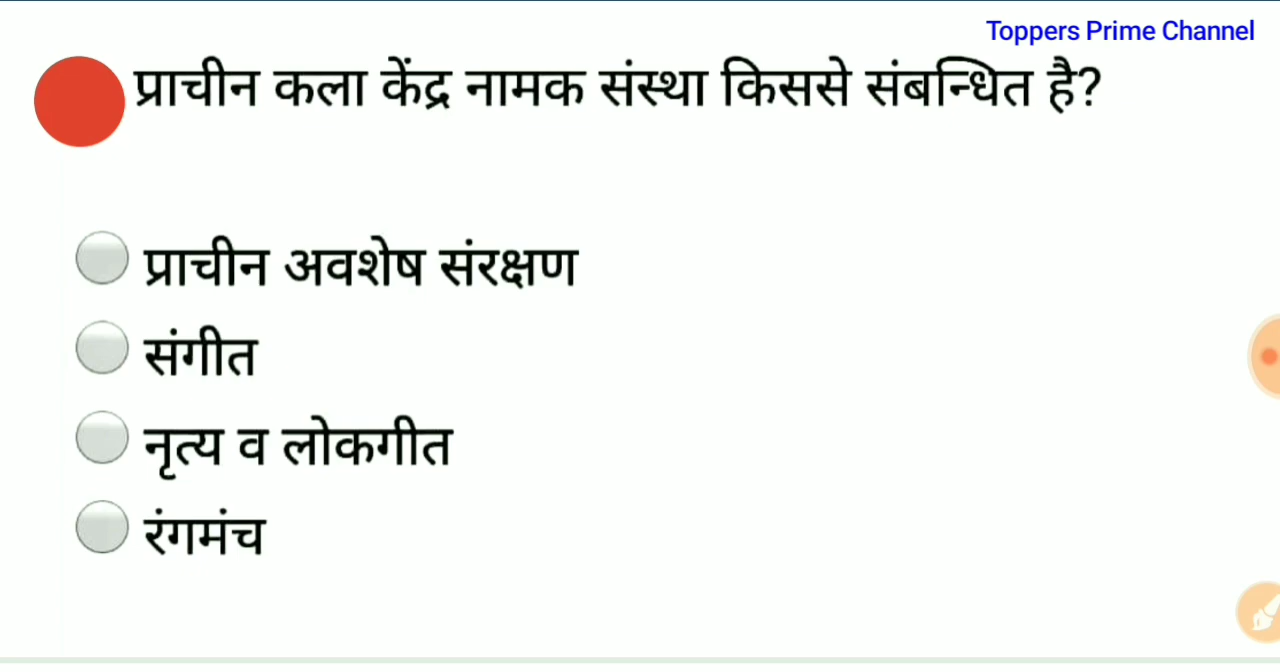 Toppers Prime Channel
प्राचीन कला केंद्र नामक संस्था किससे संबन्धित है?
प्राचीन अवशेष संरक्षण
संगीत
नृत्य व लोकगीत
रंगमंच